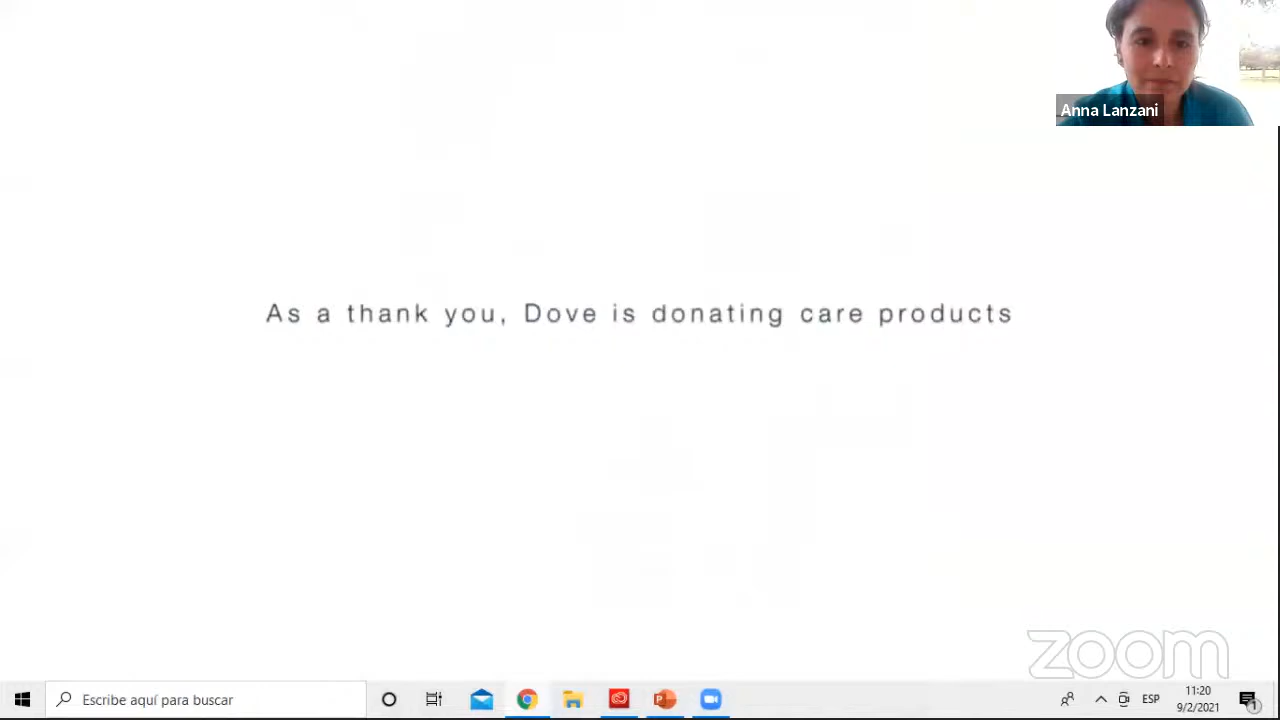 Anna Lanzani
As a thank you, Dove is donating care products
zoom
Escribe aquí para buscar
P
ESP
11:20
9/2/2021
1